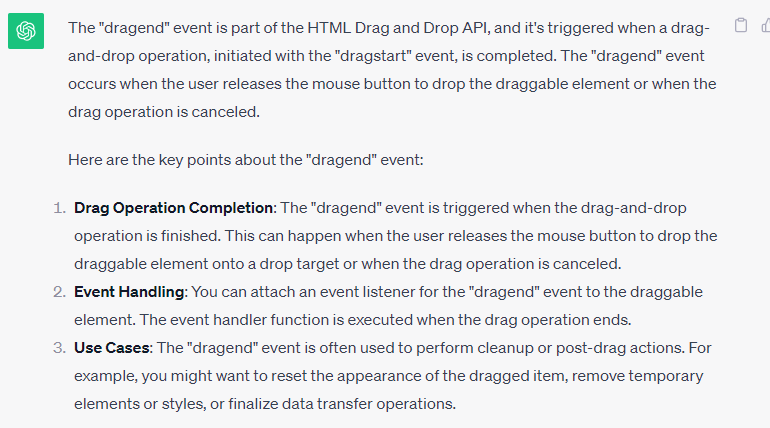 The "dragend" event is part of the HTML Drag and Drop API, and it's triggered when a drag-
and-drop operation, initiated with the "dragstart" event, is completed. The "dragend" event
occurs when the user releases the mouse button to drop the draggable element or when the
drag operation is canceled.
Here are the key points about the "dragend" event:
1. Drag Operation Completion: The "dragend" event is triggered when the drag-and-drop
operation is finished. This can happen when the user releases the mouse button to drop the
draggable element onto a drop target or when the drag operation is canceled.
2. Event Handling: You can attach an event listener for the "dragend" event to the draggable
element. The event handler function is executed when the drag operation ends.
3. Use Cases: The "dragend" event is often used to perform cleanup or post-drag actions. For
example, you might want to reset the appearance of the dragged item, remove temporary
elements or styles, or finalize data transfer operations.